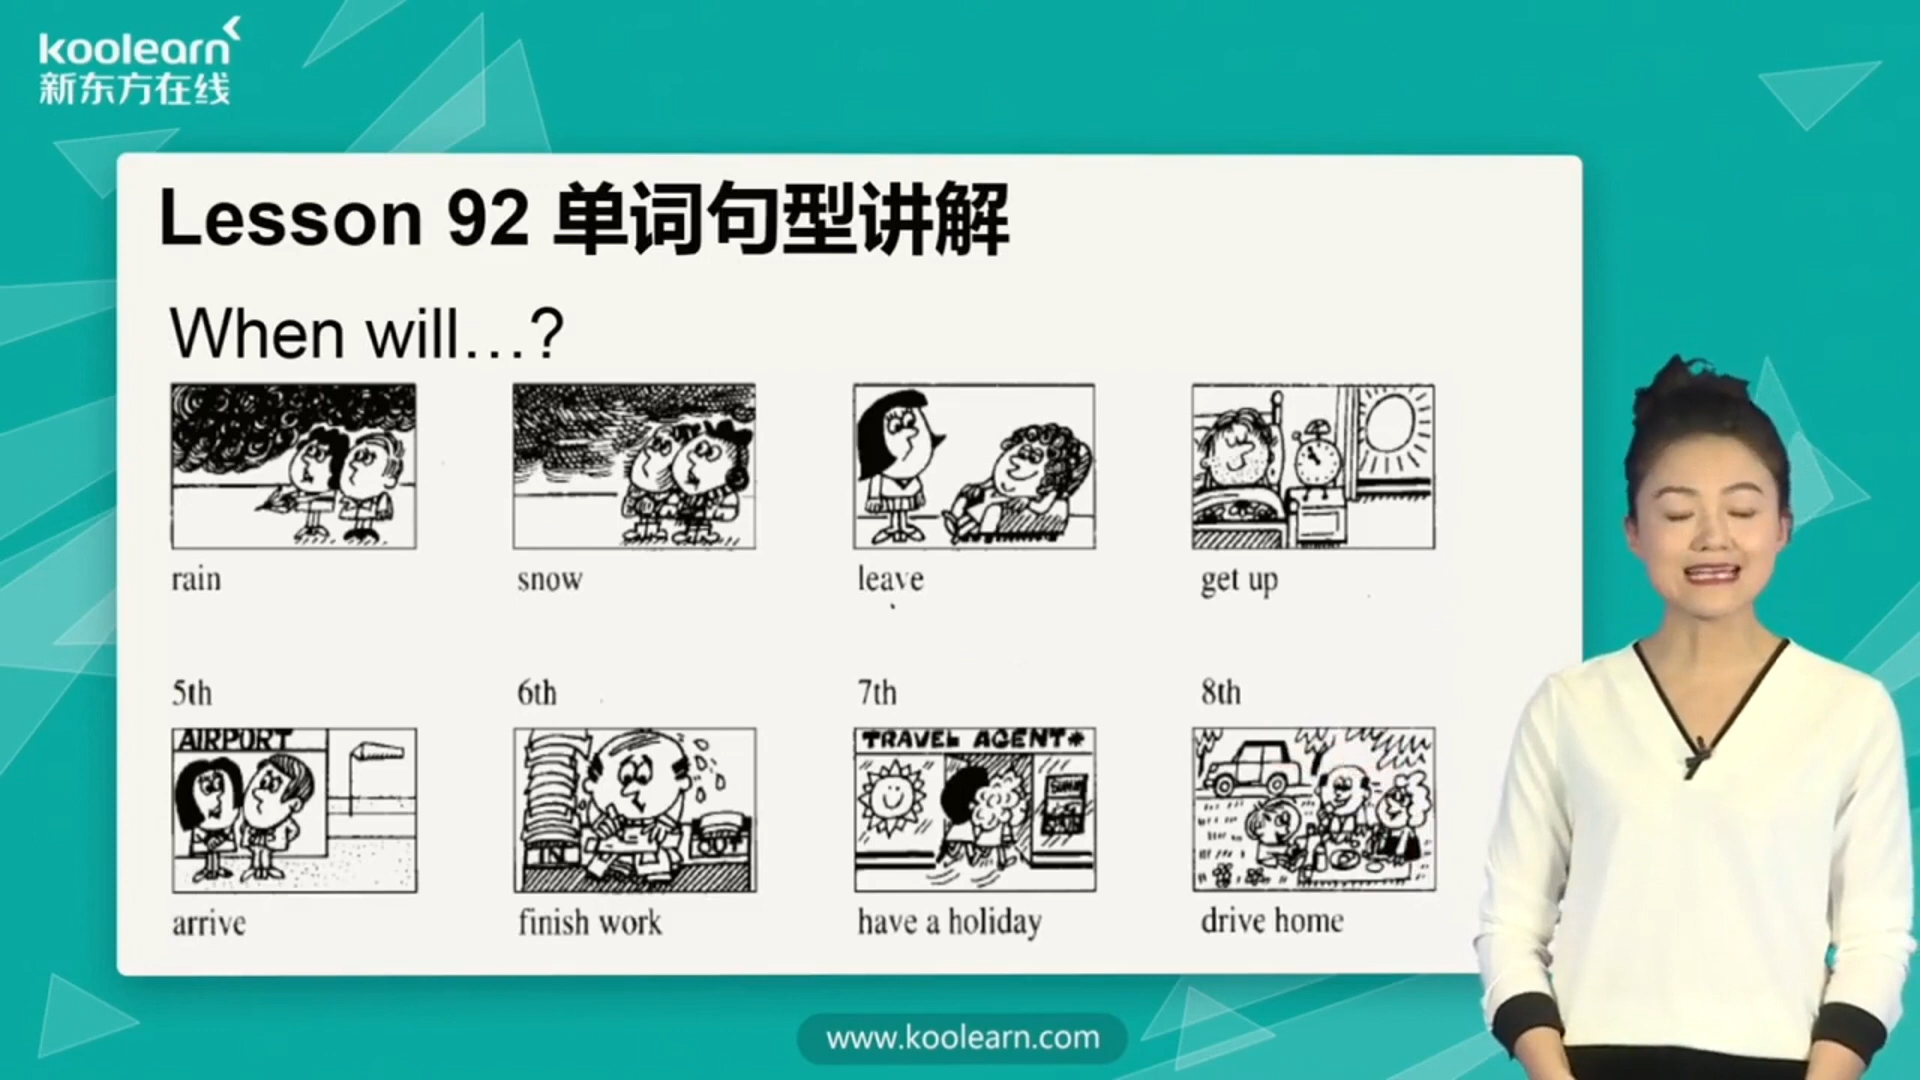 koolearn
新东方在线
Lesson 92 单词句型讲解
When will…?
rain
snow
leave
get up
5th
6th
7th
8th
AIRPORT
IN
OUT
TRAVEL AGENT
arrive
finish work
have a holiday
drive home
www.koolearn.com